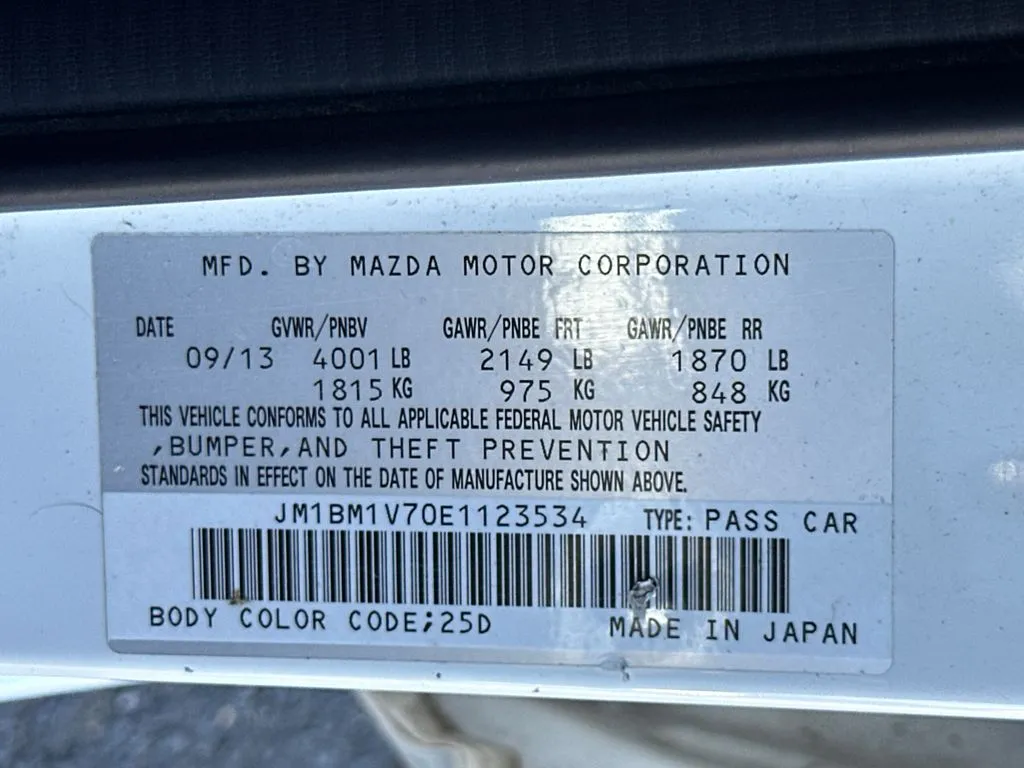 MFD. BY MAZDA MOTOR CORPORATION
DATE GVWR/PNBV GAWR/PNBE FRT GAWR/PNBE RR
09/13 4001 LB 2149 LB 1870 LB
1815 KG 975 KG 848 KG
THIS VEHICLE CONFORMS TO ALL APPLICABLE FEDERAL MOTOR VEHICLE SAFETY
,BUMPER,AND THEFT PREVENTION
STANDARDS IN EFFECT ON THE DATE OF MANUFACTURE SHOWN ABOVE.
JM1BM1V70E1123534 TYPE: PASS CAR
BODY COLOR CODE;25D MADE IN JAPAN